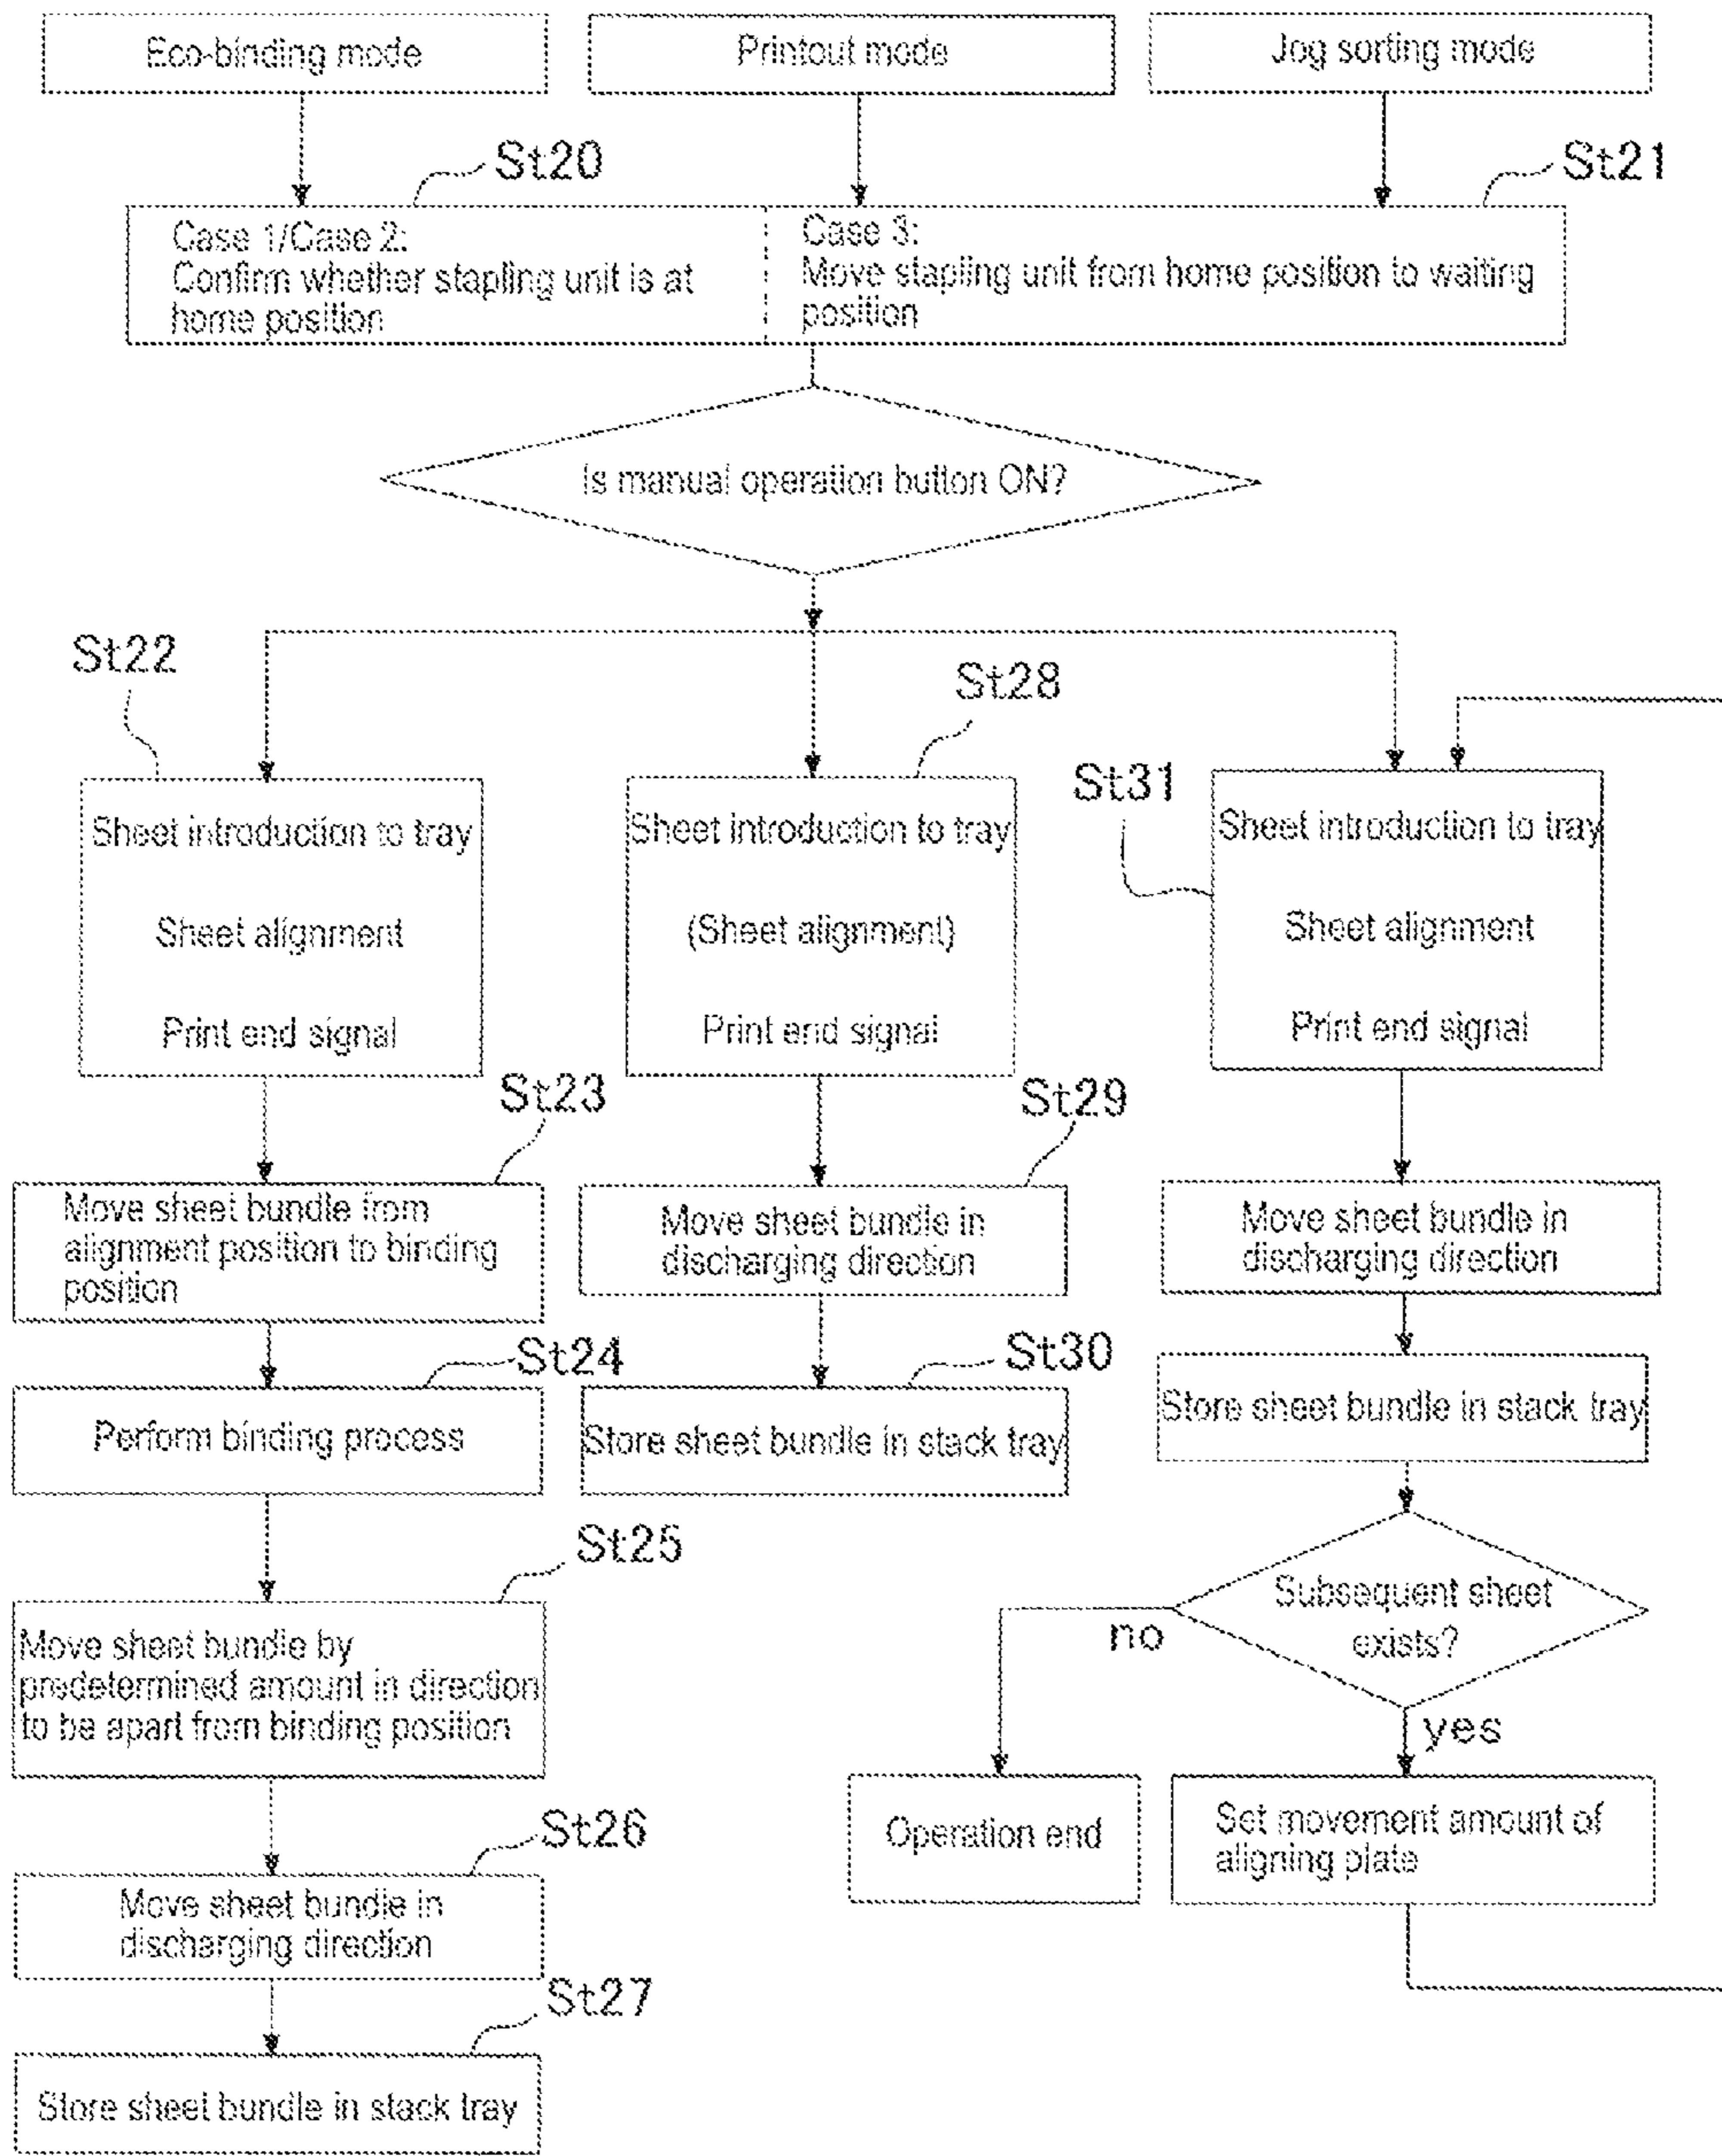 Eco-binding mode
Printout mode
Jog sorting mode
St20
St21
Case 1/Case 2:
Confirm whether stapling unit is at
home position
Case 3:
Move stapling unit from home position to waiting
position
Is manual operation button ON?
St22
Sheet introduction to tray
Sheet alignment
Print end signal
St28
Sheet introduction to tray
(Sheet alignment)
Print end signal
St31
Sheet introduction to tray
Sheet alignment
Print end signal
St23
Move sheet bundle from
alignment position to binding
position
St29
Move sheet bundle in
discharging direction
Move sheet bundle in
discharging direction
St24
Perform binding process
St30
Store sheet bundle in stack tray
Store sheet bundle in stack tray
St25
Move sheet bundle by
predetermined amount in direction
to be apart from binding position
Subsequent sheet
exists?
no
yes
Operation end
Set movement amount of
aligning plate
St26
Move sheet bundle in
discharging direction
St27
Store sheet bundle in stack tray